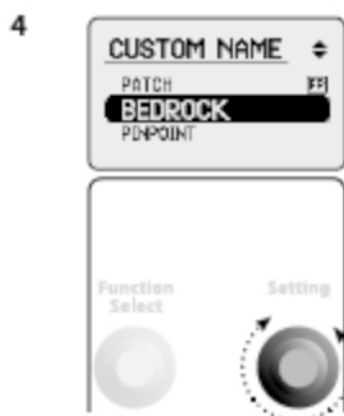 4
CUSTOM NAME
PATCH
BEDROCK
PINPOINT
Function Setting
Select